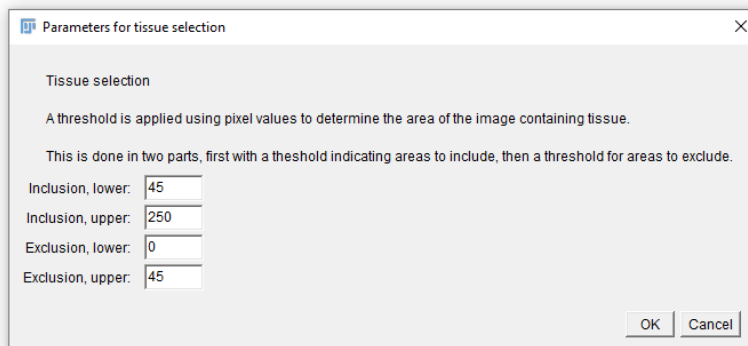 Parameters for tissue selection
Tissue selection
A threshold is applied using pixel values to determine the area of the image containing tissue.
This is done in two parts, first with a theshold indicating areas to include, then a threshold for areas to exclude.
Inclusion, lower: 45
Inclusion, upper: 250
Exclusion, lower: 0
Exclusion, upper: 45
OK Cancel